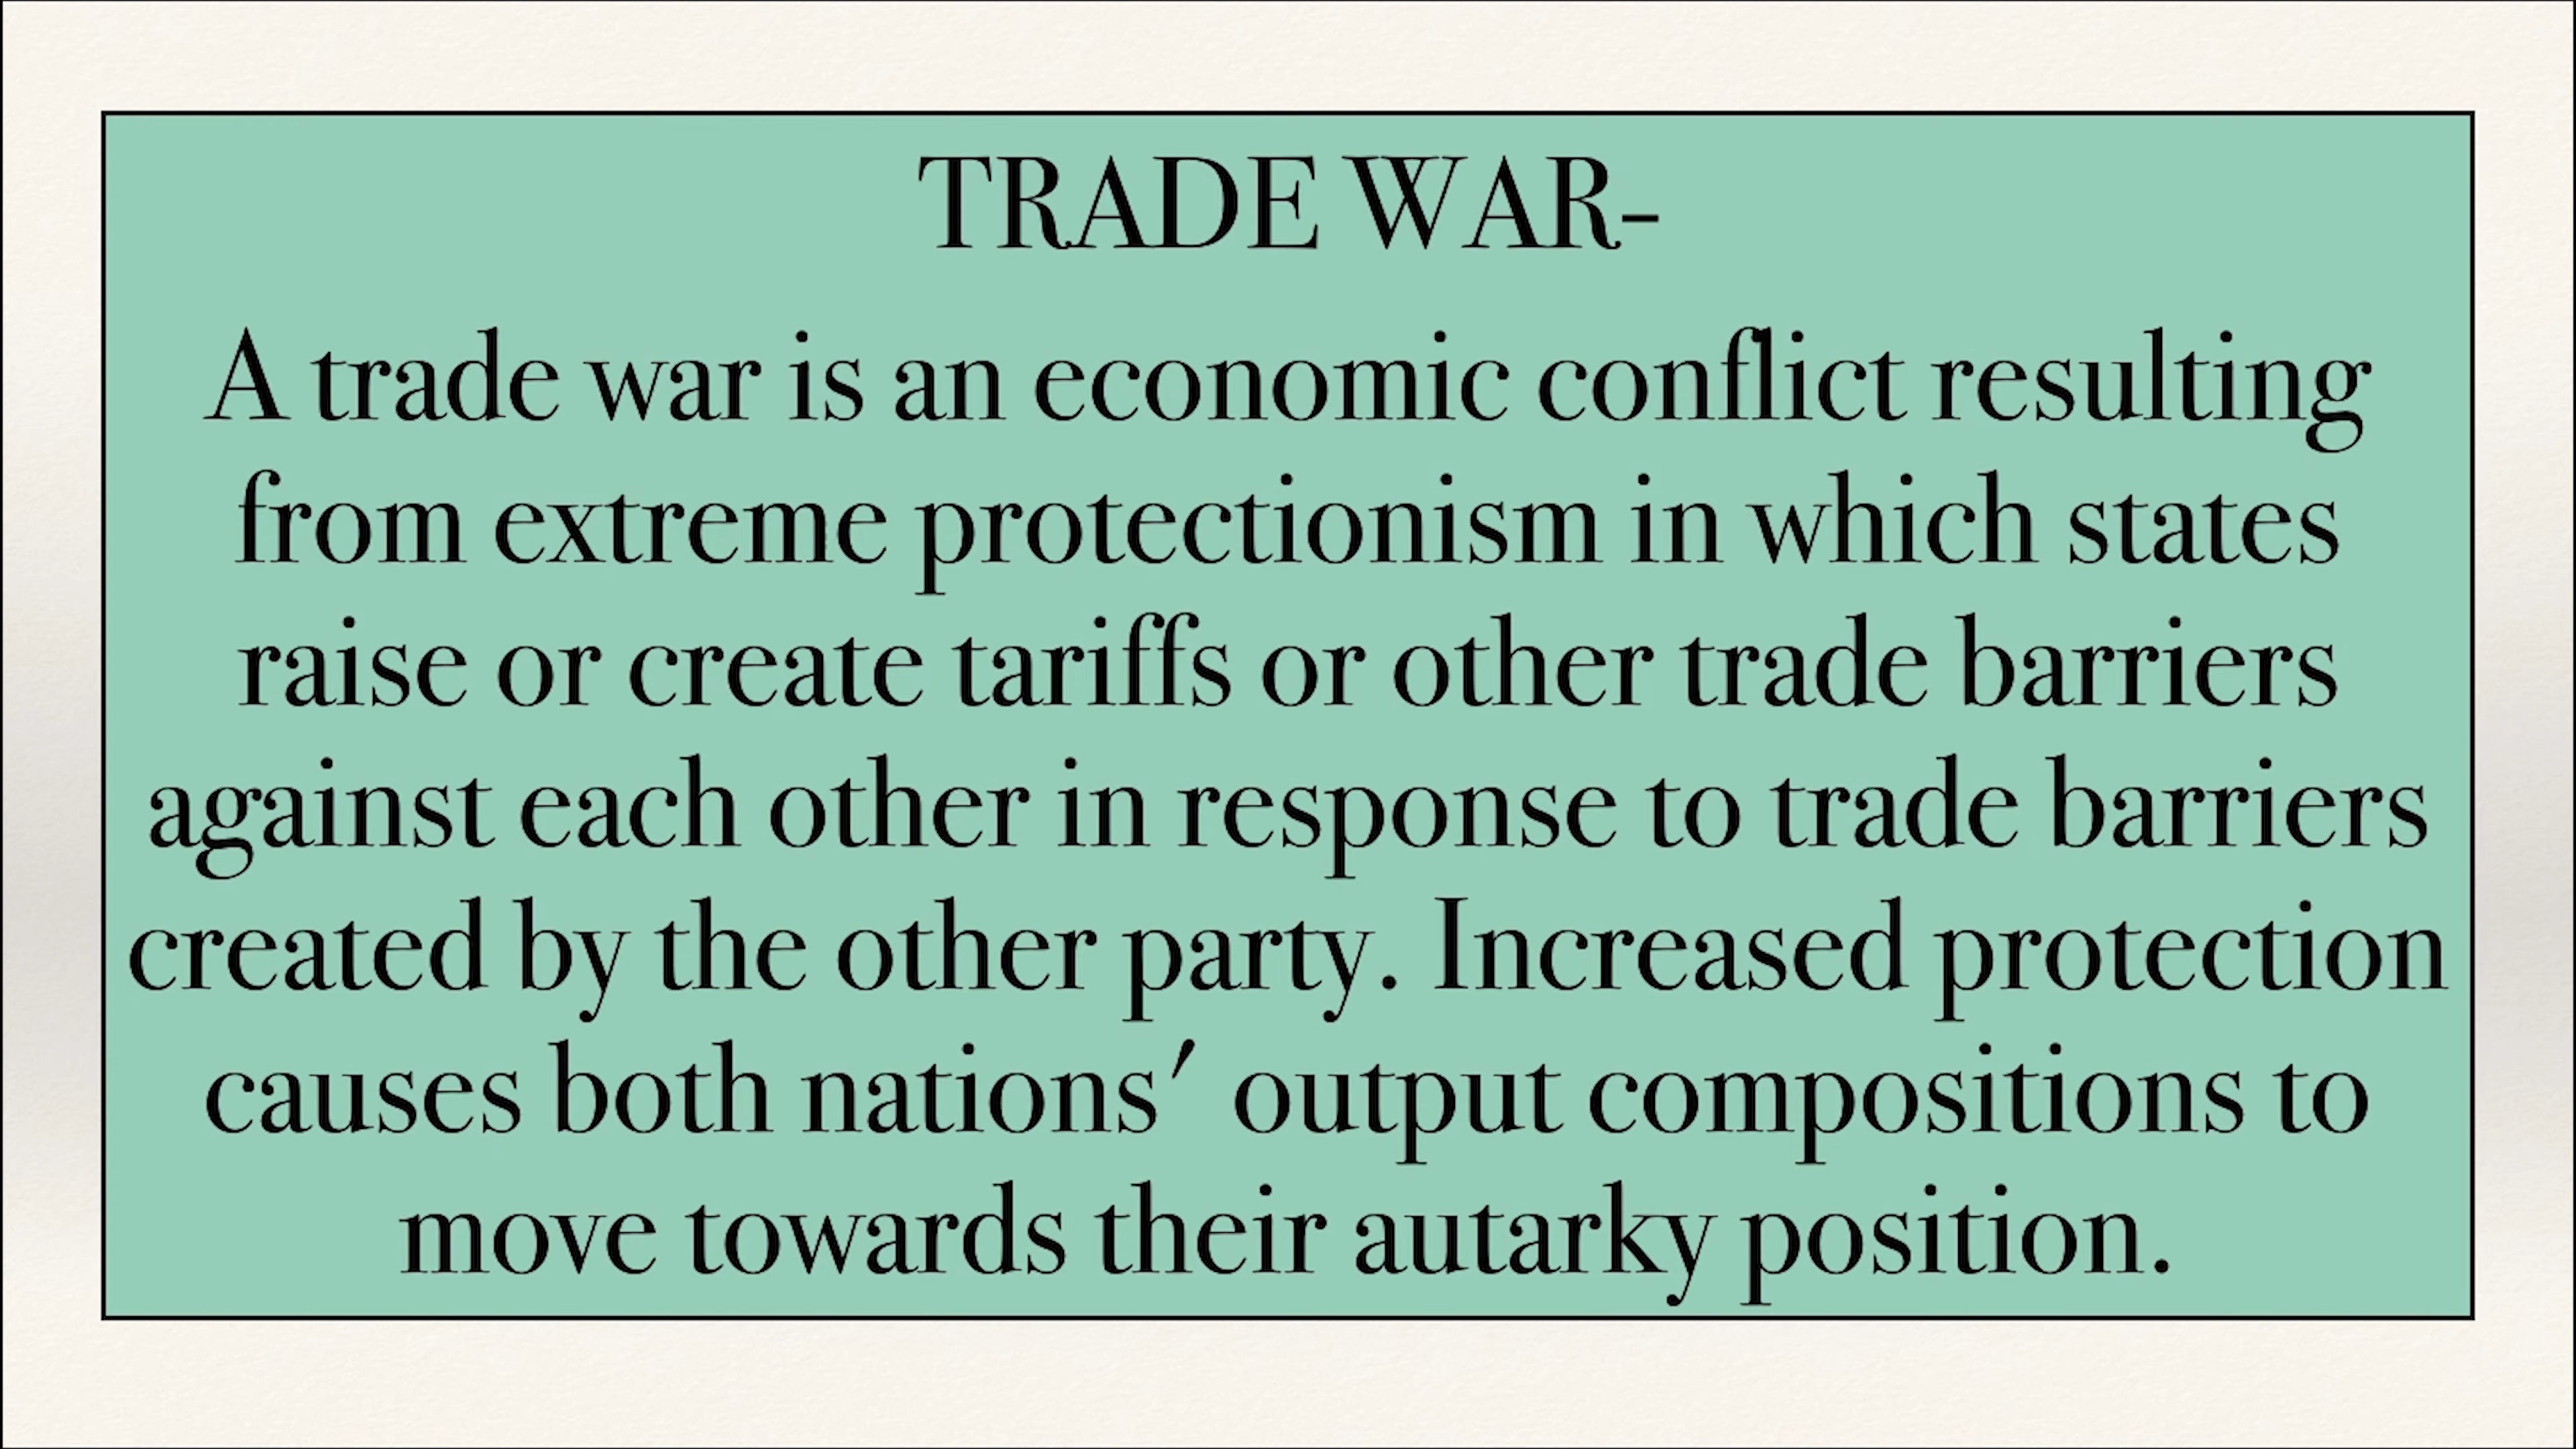 TRADE WAR-
A trade war is an economic conflict resulting
from extreme protectionism in which states
raise or create tariffs or other trade barriers
against each other in response to trade barriers
created by the other party. Increased protection
causes both nations' output compositions to
move towards their autarky position.